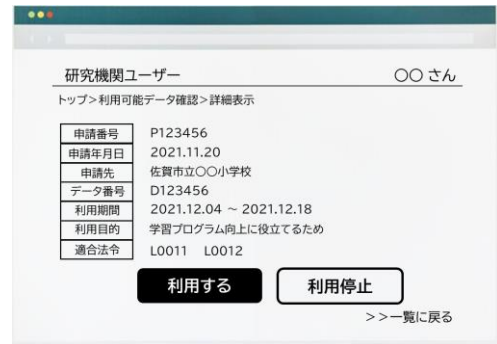 研究機関ユーザー 〇〇 さん
トップ>利用可能データ確認>詳細表示
申請番号 P123456
申請年月日 2021.11.20
申請先 佐賀市立〇〇小学校
データ番号 D123456
利用期間 2021.12.04 ~ 2021.12.18
利用目的 学習プログラム向上に役立てるため
適合法令 L0011 L0012
利用する 利用停止
>>一覧に戻る